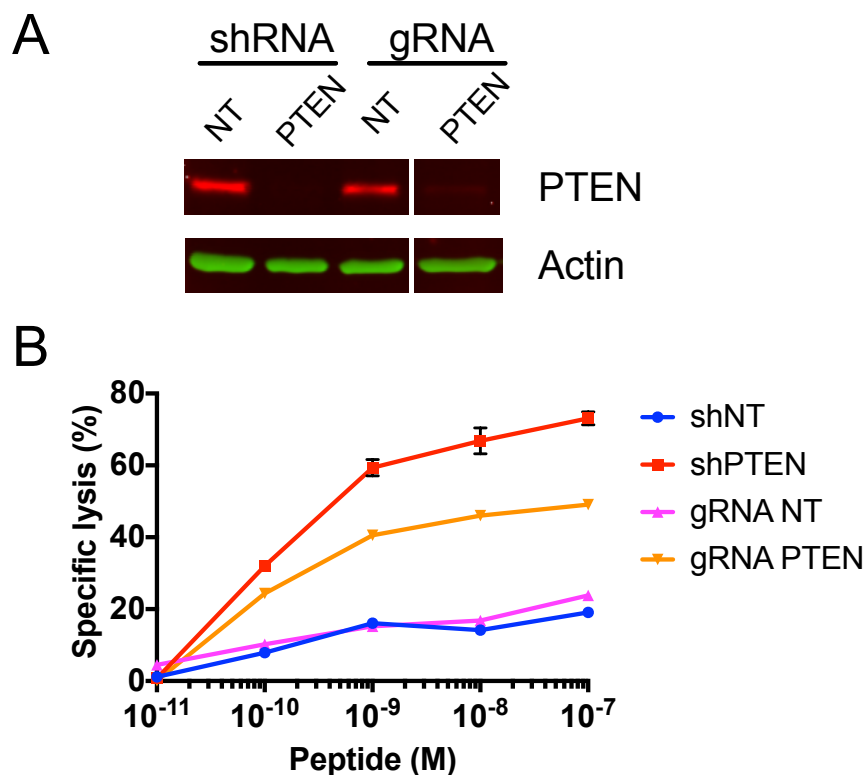 A
shRNA gRNA
NT PTEN NT PTEN
PTEN
Actin
B
80
60
40
20
0
Specific lysis (%)
10-11 10-10 10-9 10-8 10-7
Peptide (M)
shNT
shPTEN
gRNA NT
gRNA PTEN